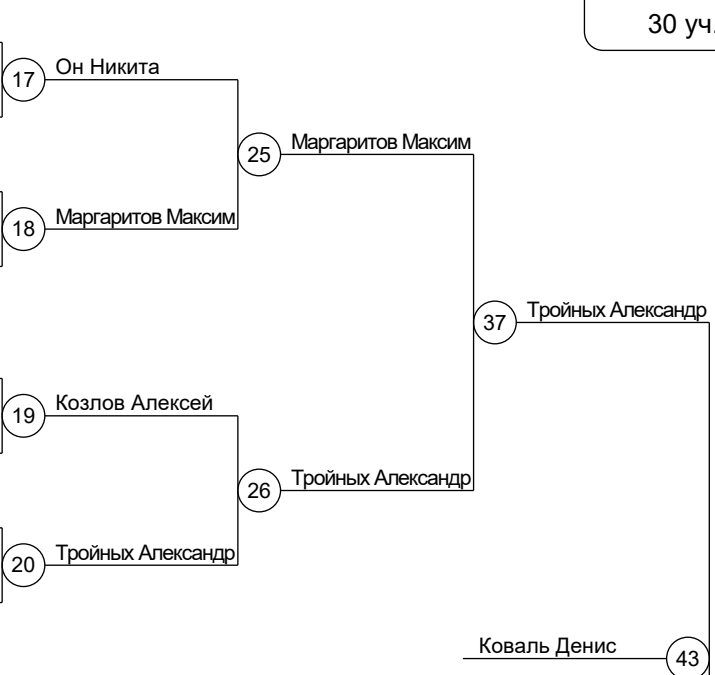 30 уч.
17 Он Никита
25 Маргаритов Максим
18 Маргаритов Максим
37 Тройных Александр
19 Козлов Алексей
26 Тройных Александр
20 Тройных Александр
Коваль Денис 43